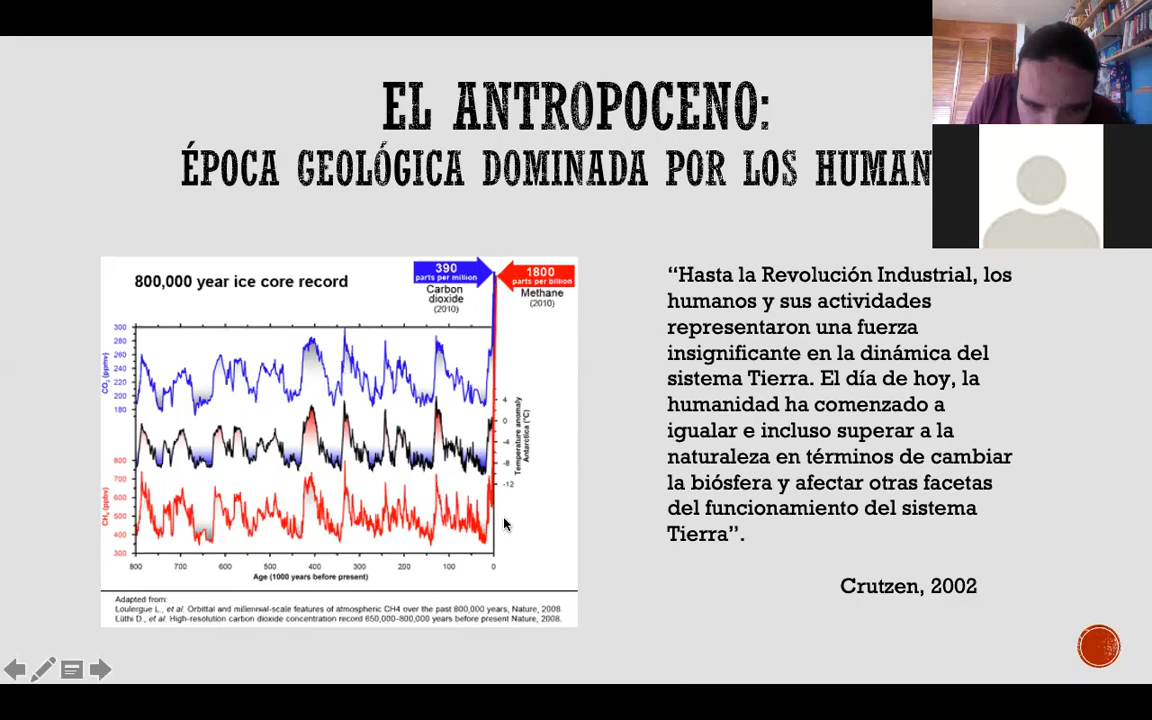 EL ANTROPOCENO:
ÉPOCA GEOLÓGICA DOMINADA POR LOS HUMAN
800,000 year ice core record
390
parts per million
Carbon
dioxide
(2010)
1800
parts per billion
Methane
(2010)
CO₂ (ppmv)
300
280
260
240
220
200
180
Temperature anomaly
Antarctica (°C)
4
0
-4
-8
-12
CH₄ (ppbv)
800
700
600
500
400
300
800 700 600 500 400 300 200 100 0
Age (1000 years before present)
Adapted from:
Loulergue L., et al. Orbittal and millennial-scale features of atmospheric CH4 over the past 800,000 years, Nature, 2008.
Lüthi D., et al. High-resolution carbon dioxide concentration record 650,000-800,000 years before present Nature, 2008.
“Hasta la Revolución Industrial, los
humanos y sus actividades
representaron una fuerza
insignificante en la dinámica del
sistema Tierra. El día de hoy, la
humanidad ha comenzado a
igualar e incluso superar a la
naturaleza en términos de cambiar
la biósfera y afectar otras facetas
del funcionamiento del sistema
Tierra”.
Crutzen, 2002